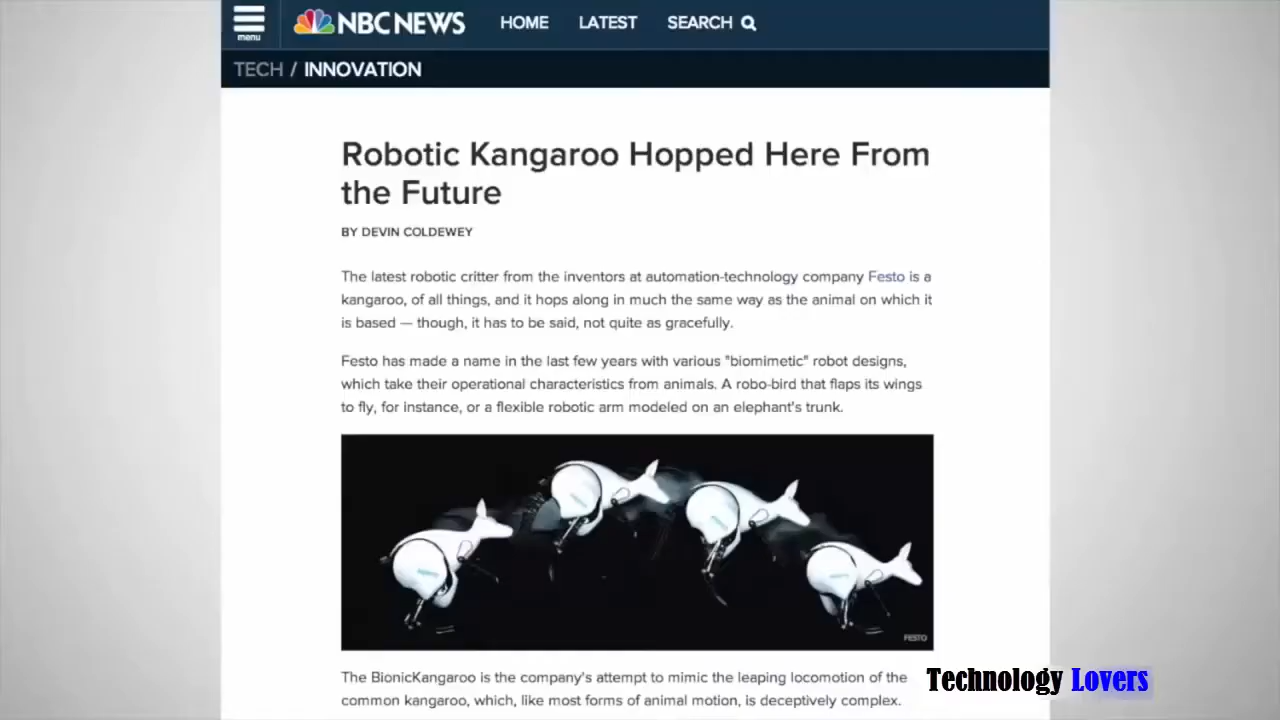 menu
NBC NEWS
HOME
LATEST
SEARCH
TECH / INNOVATION
Robotic Kangaroo Hopped Here From
the Future
BY DEVIN COLDEWEY
The latest robotic critter from the inventors at automation-technology company Festo is a
kangaroo, of all things, and it hops along in much the same way as the animal on which it
is based — though, it has to be said, not quite as gracefully.
Festo has made a name in the last few years with various "biomimetic" robot designs,
which take their operational characteristics from animals. A robo-bird that flaps its wings
to fly, for instance, or a flexible robotic arm modeled on an elephant's trunk.
FESTO
The BionicKangaroo is the company's attempt to mimic the leaping locomotion of the
common kangaroo, which, like most forms of animal motion, is deceptively complex.
Technology Lovers